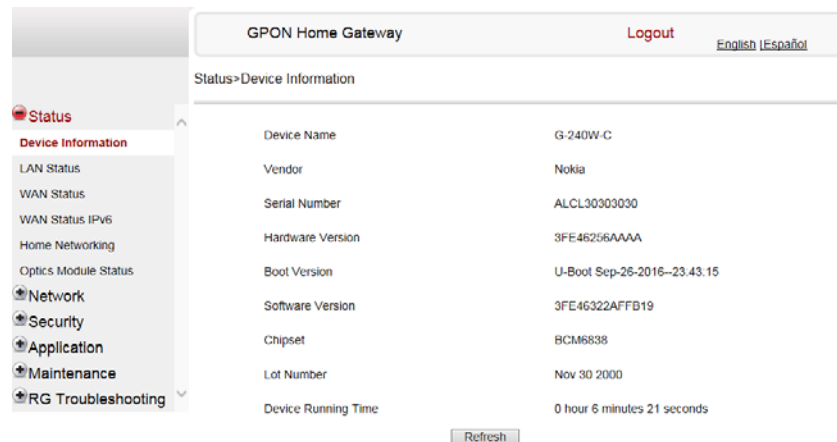 GPON Home Gateway
Logout
English |Español
Status>Device Information
Status
Device Information
LAN Status
WAN Status
WAN Status IPv6
Home Networking
Optics Module Status
Network
Security
Application
Maintenance
RG Troubleshooting
Device Name G-240W-C
Vendor Nokia
Serial Number ALCL30303030
Hardware Version 3FE46256AAAA
Boot Version U-Boot Sep-26-2016--23:43:15
Software Version 3FE46322AFFB19
Chipset BCM6838
Lot Number Nov 30 2000
Device Running Time 0 hour 6 minutes 21 seconds
Refresh